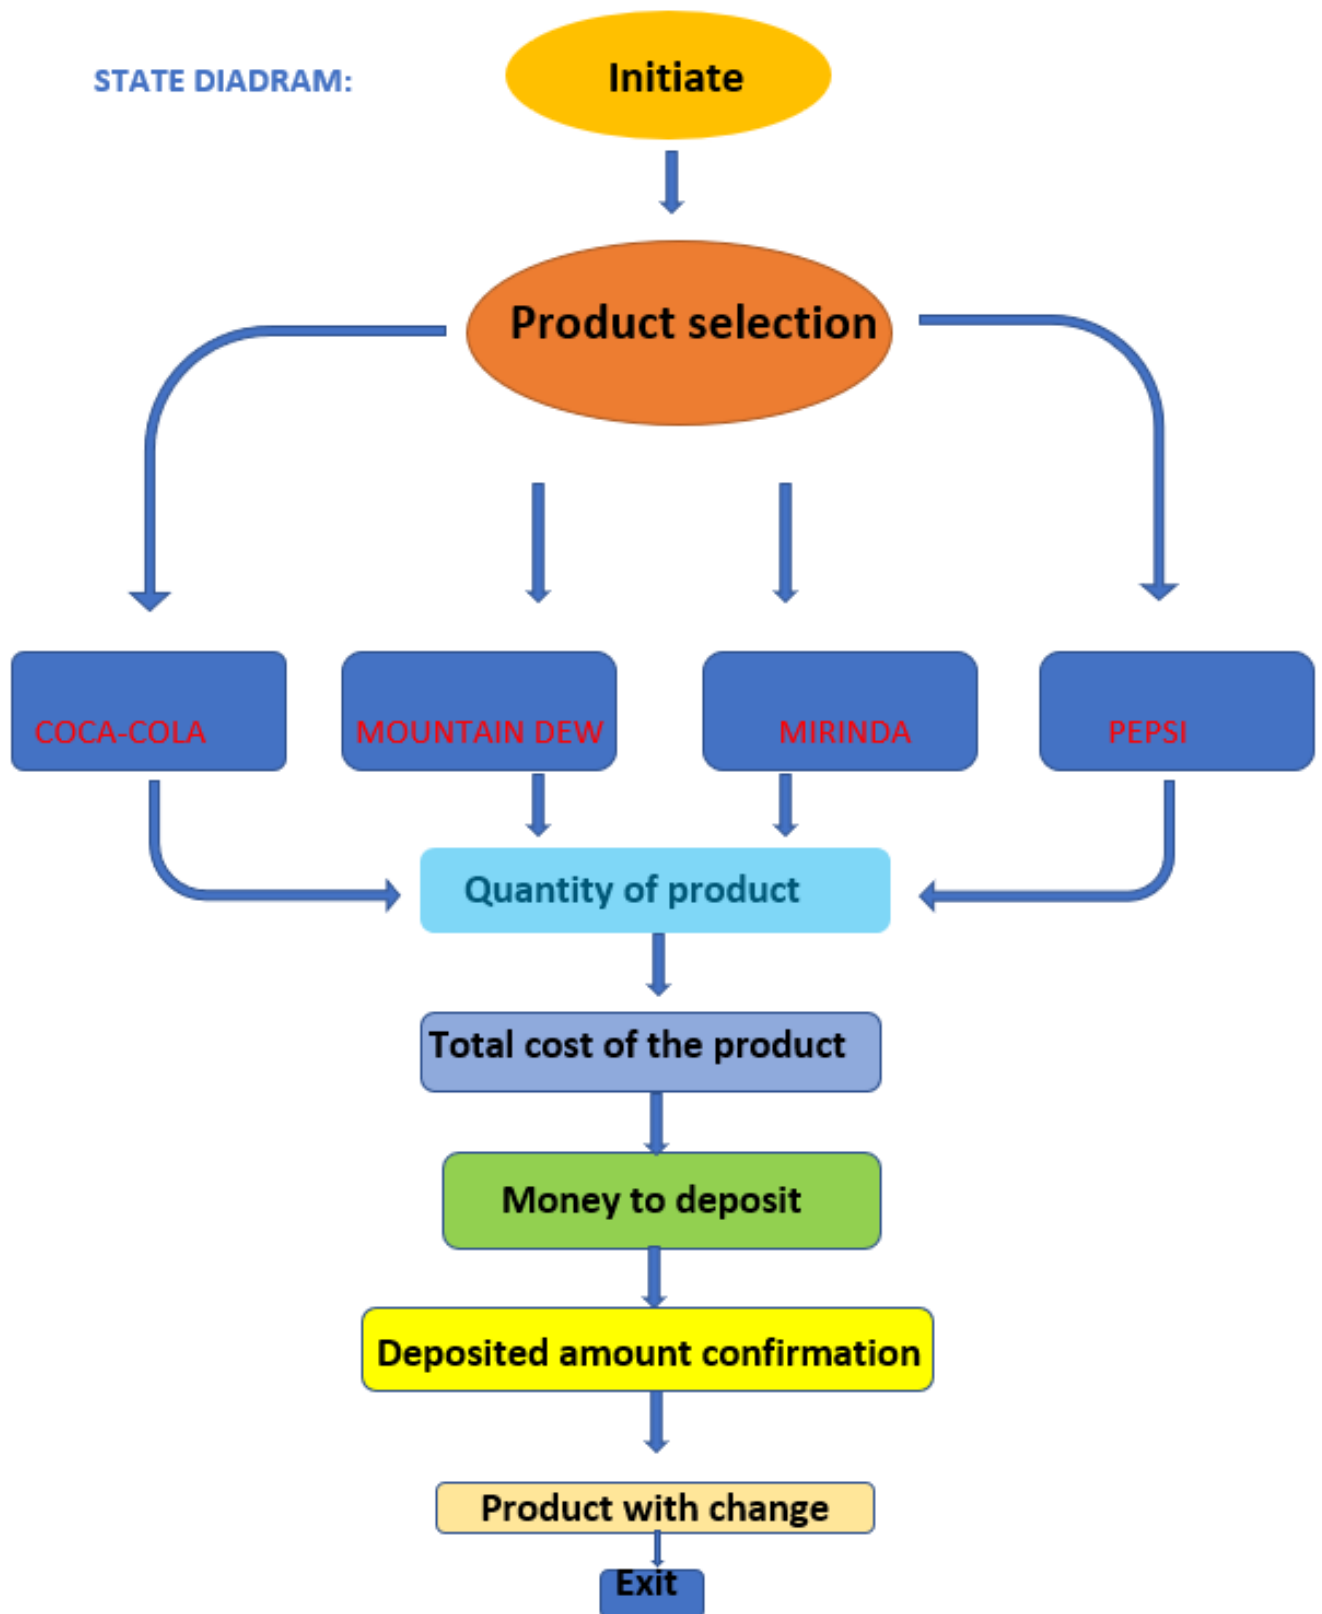 STATE DIADRAM:
Initiate
Product selection
COCA-COLA
MOUNTAIN DEW
MIRINDA
PEPSI
Quantity of product
Total cost of the product
Money to deposit
Deposited amount confirmation
Product with change
Exit